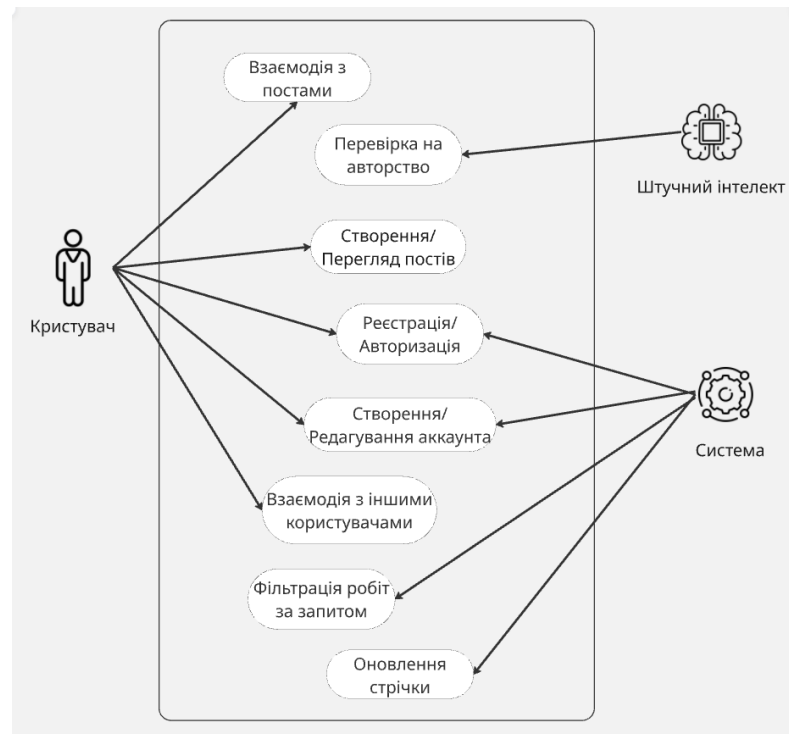 Взаємодія з
постами
Перевірка на
авторство
Штучний інтелект
Створення/
Перегляд постів
Кристувач
Реєстрація/
Авторизація
Створення/
Редагування аккаунта
Система
Взаємодія з іншими
користувачами
Фільтрація робіт
за запитом
Оновлення
стрічки